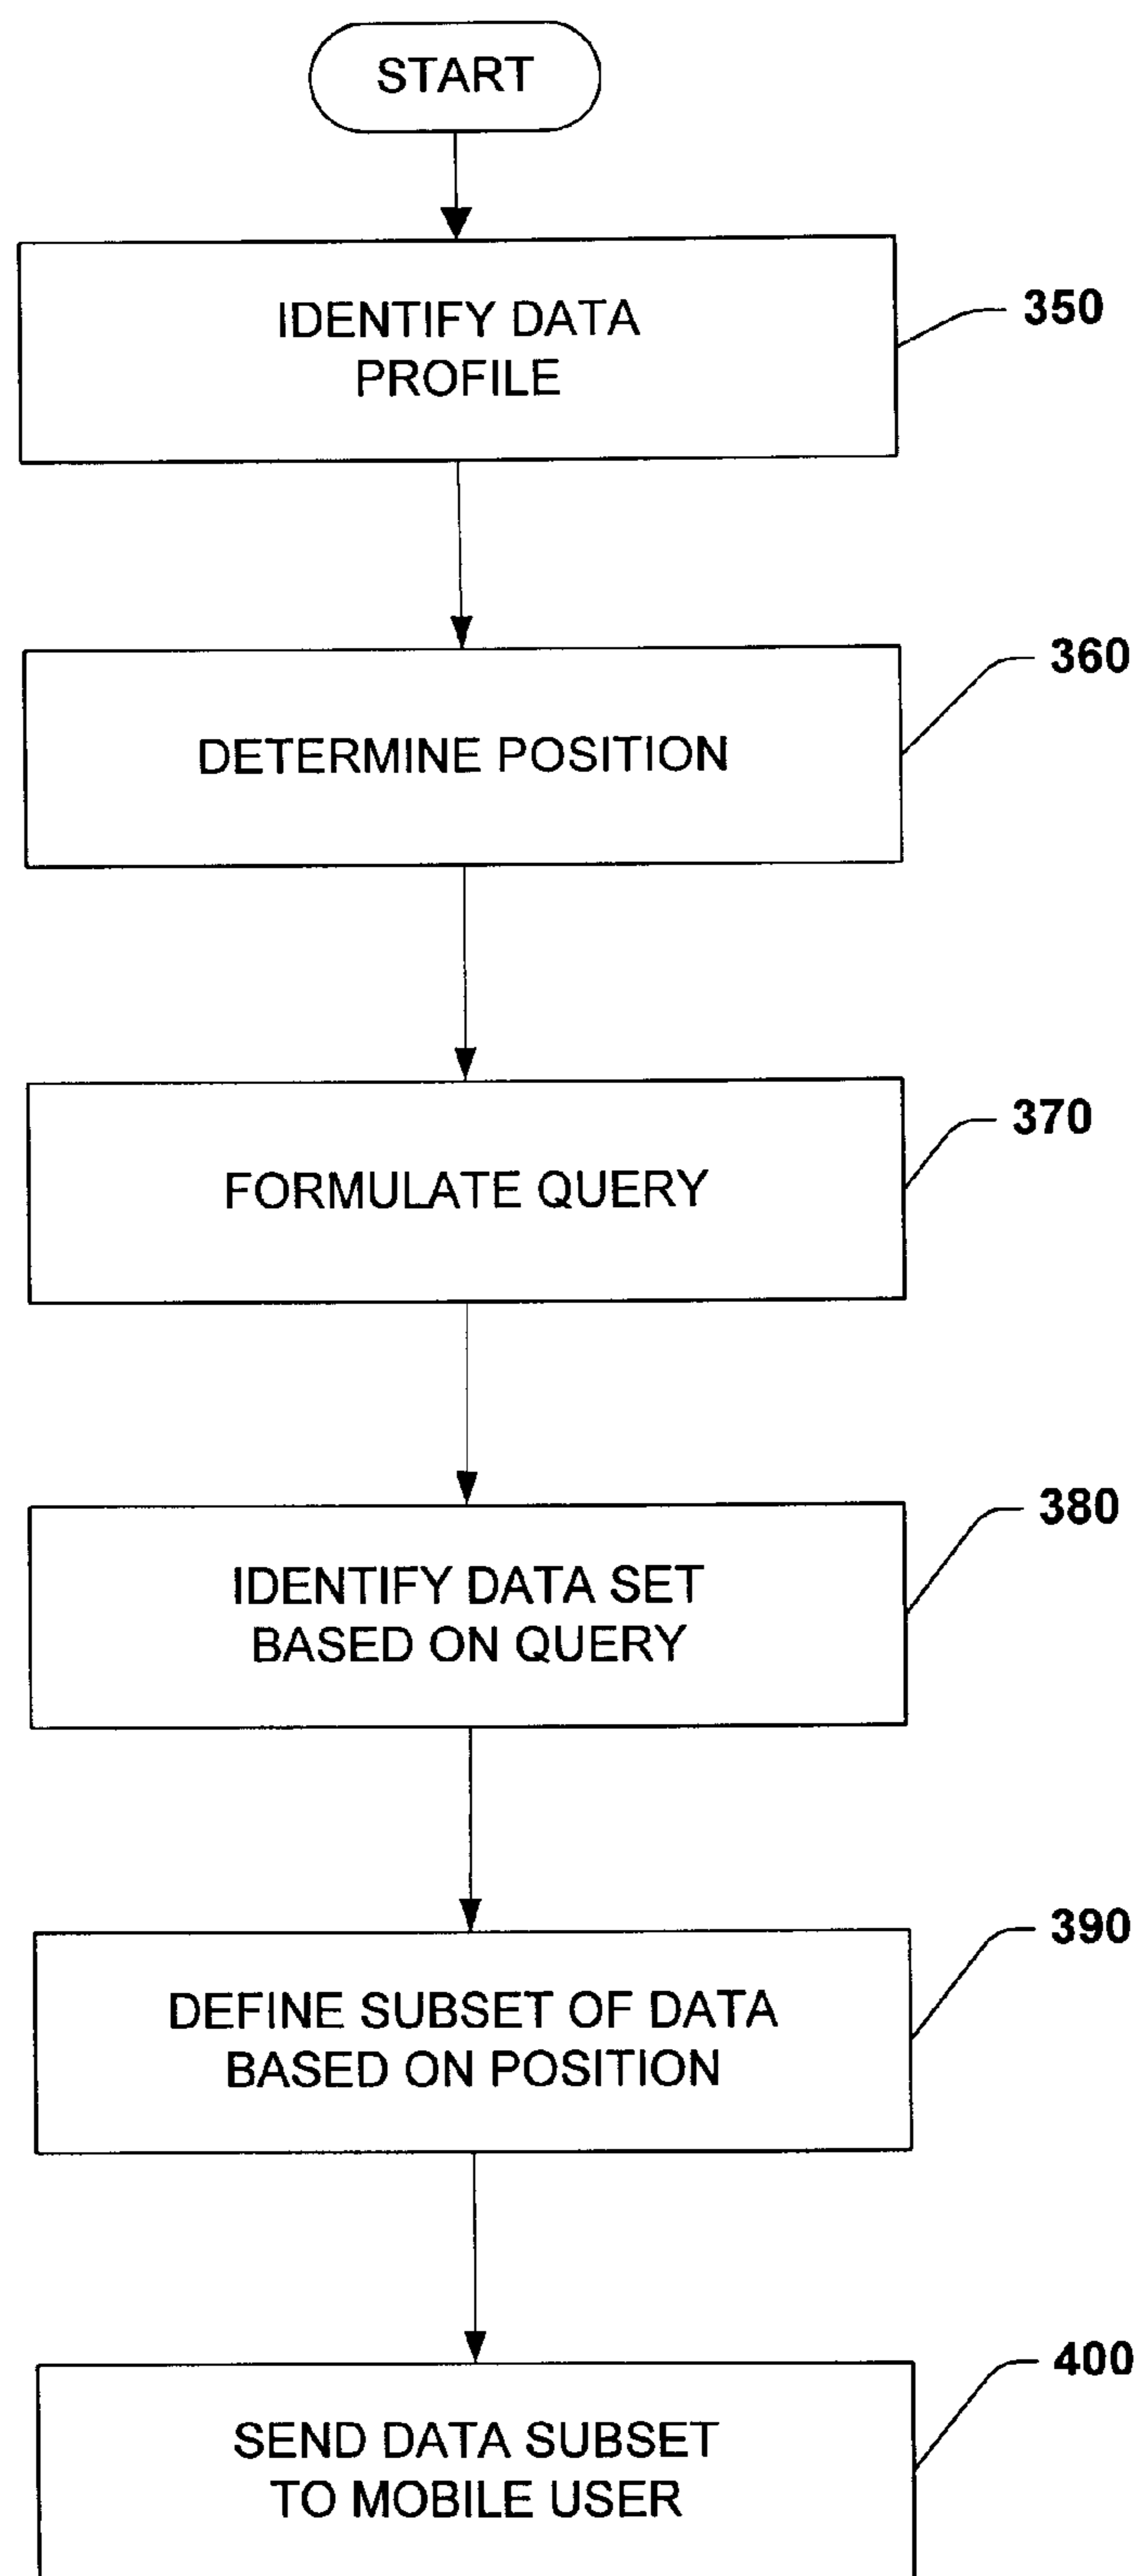 START
IDENTIFY DATA
PROFILE
350
DETERMINE POSITION
360
FORMULATE QUERY
370
IDENTIFY DATA SET
BASED ON QUERY
380
DEFINE SUBSET OF DATA
BASED ON POSITION
390
SEND DATA SUBSET
TO MOBILE USER
400